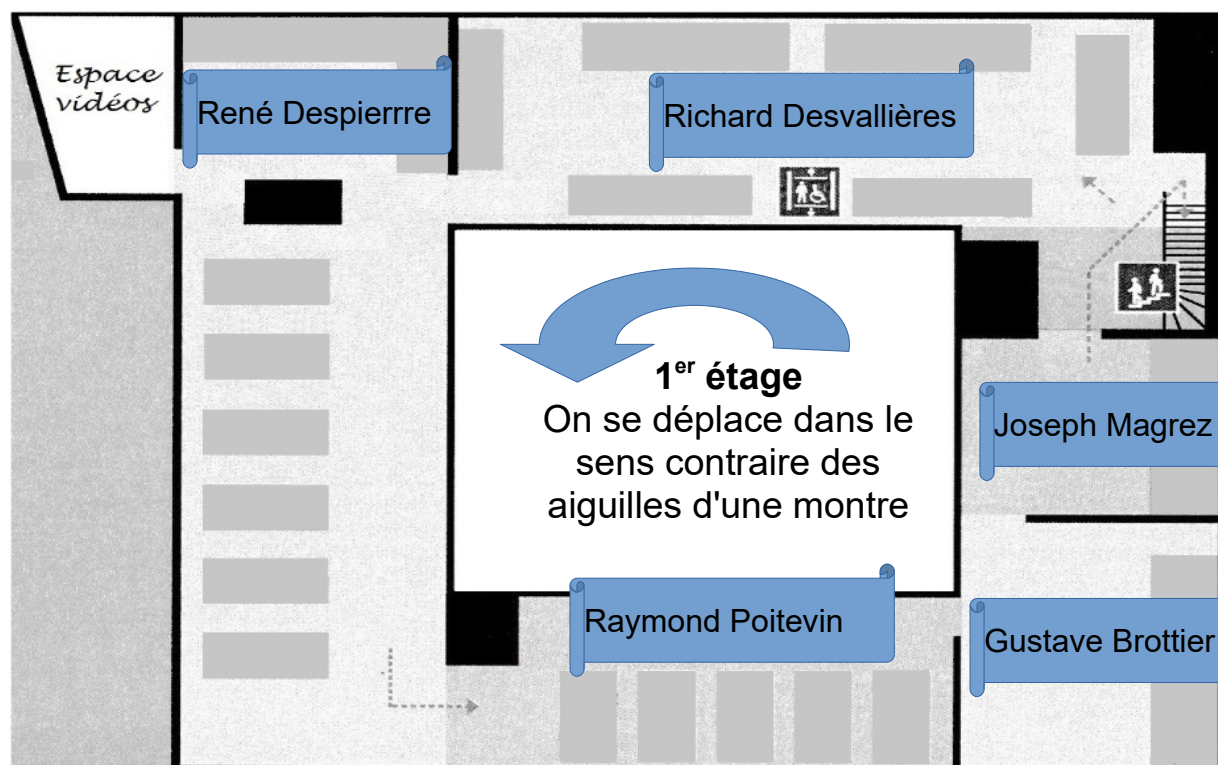 Espace
vidéos
René Despierrre
Richard Desvallières
1er étage
On se déplace dans le
sens contraire des
aiguilles d'une montre
Joseph Magrez
Raymond Poitevin
Gustave Brottier